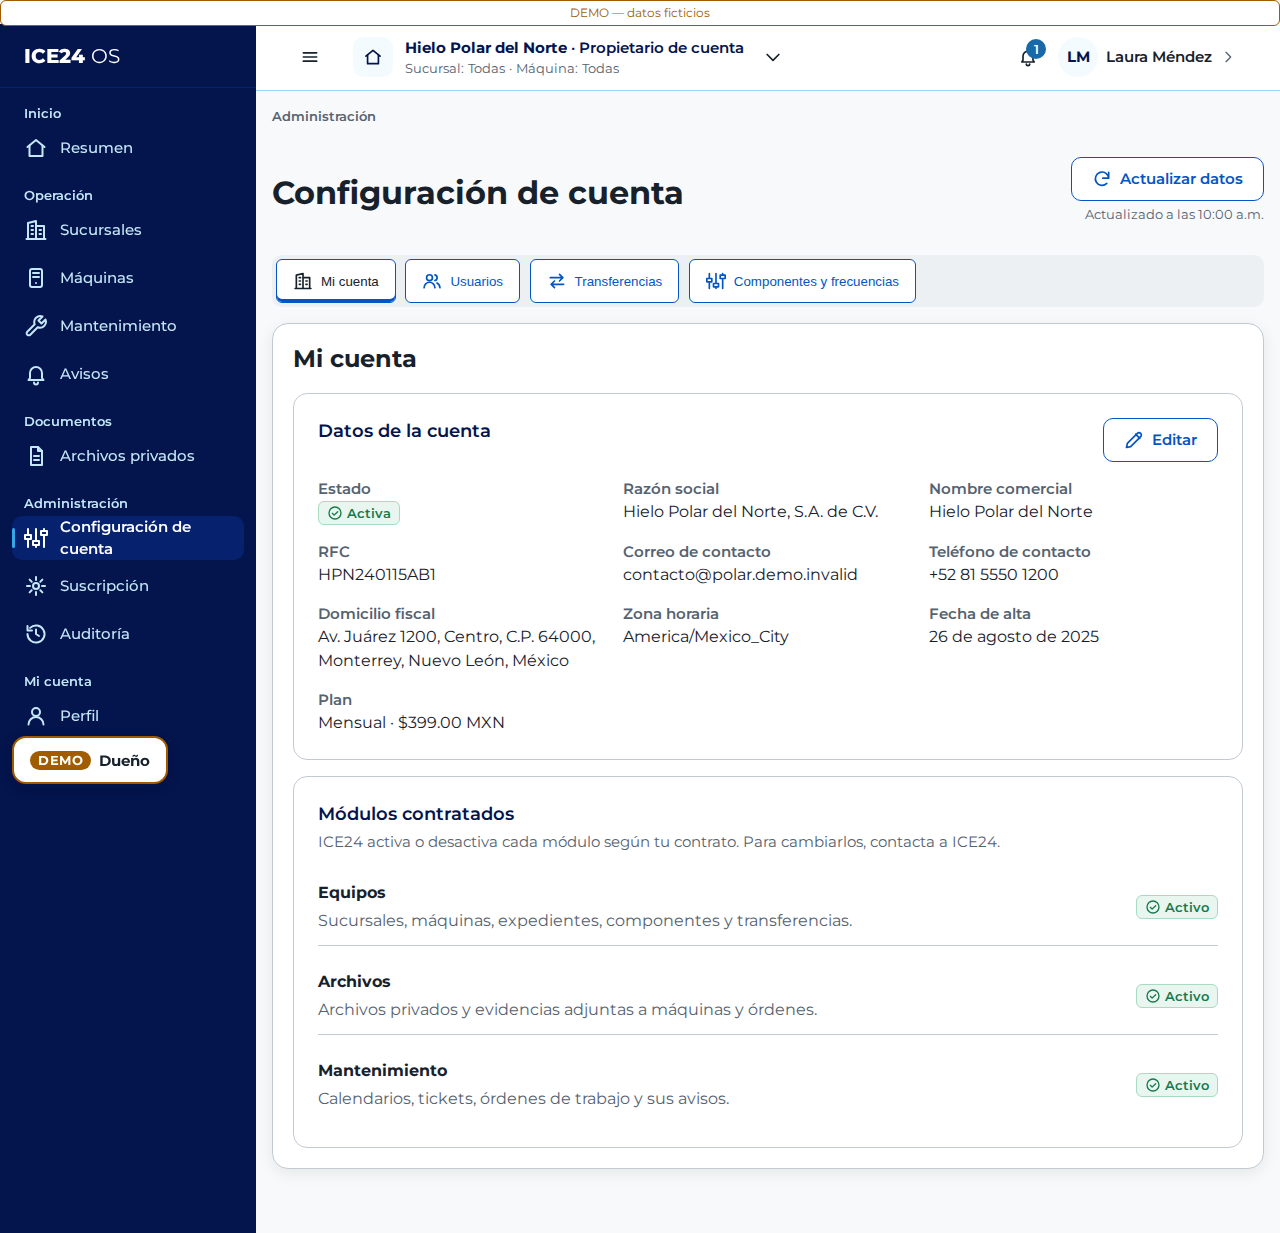 DEMO — datos ficticios
ICE24 OS
Hielo Polar del Norte · Propietario de cuenta
Sucursal: Todas · Máquina: Todas
1
LM
Laura Méndez
Inicio
Resumen
Operación
Sucursales
Máquinas
Mantenimiento
Avisos
Documentos
Archivos privados
Administración
Configuración de
cuenta
Suscripción
Auditoría
Mi cuenta
Perfil
DEMO Dueño
Administración
Configuración de cuenta
Actualizar datos
Actualizado a las 10:00 a.m.
Mi cuenta
Usuarios
Transferencias
Componentes y frecuencias
Mi cuenta
Datos de la cuenta
Editar
Estado
Activa
Razón social
Hielo Polar del Norte, S.A. de C.V.
Nombre comercial
Hielo Polar del Norte
RFC
HPN240115AB1
Correo de contacto
contacto@polar.demo.invalid
Teléfono de contacto
+52 81 5550 1200
Domicilio fiscal
Av. Juárez 1200, Centro, C.P. 64000,
Monterrey, Nuevo León, México
Zona horaria
America/Mexico_City
Fecha de alta
26 de agosto de 2025
Plan
Mensual · $399.00 MXN
Módulos contratados
ICE24 activa o desactiva cada módulo según tu contrato. Para cambiarlos, contacta a ICE24.
Equipos
Sucursales, máquinas, expedientes, componentes y transferencias.
Activo
Archivos
Archivos privados y evidencias adjuntas a máquinas y órdenes.
Activo
Mantenimiento
Calendarios, tickets, órdenes de trabajo y sus avisos.
Activo